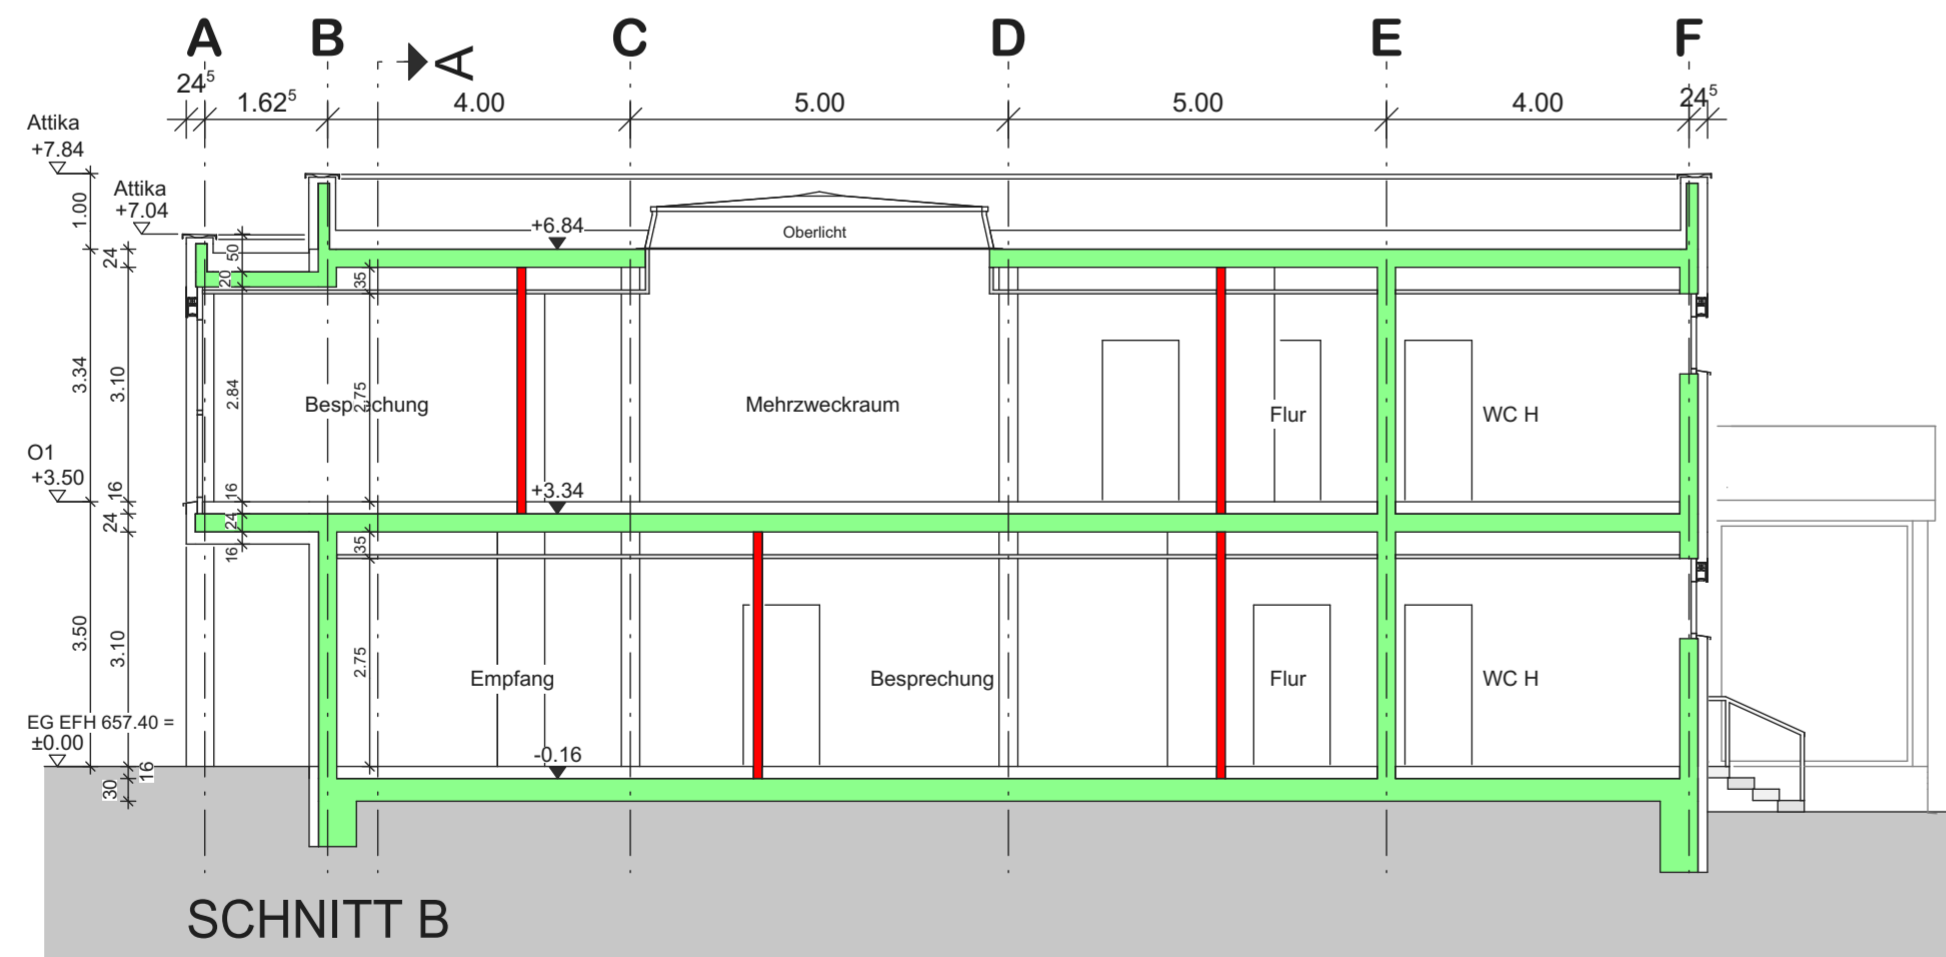 A B C D E F
A
24⁵ 1.62⁵ 4.00 5.00 5.00 4.00 24⁵
Attika
+7.84
Attika
+7.04
1.00
24
50
20
35
+6.84
Oberlicht
3.34
3.10
2.84
2.75
Besprechung
Mehrzweckraum
Flur
WC H
O1
+3.50
16
16
+3.34
24
24
16
35
3.50
3.10
2.75
Empfang
Besprechung
Flur
WC H
EG EFH 657.40 =
±0.00
-0.16
16
30
SCHNITT B